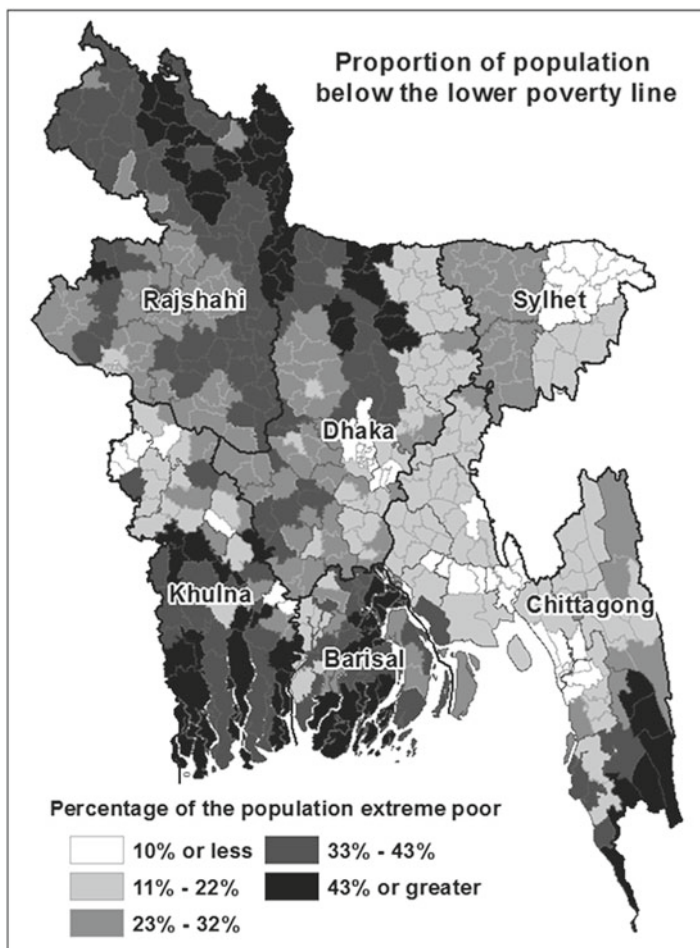 Proportion of population
below the lower poverty line
Rajshahi
Sylhet
Dhaka
Khulna
Chittagong
Barisal
Percentage of the population extreme poor
10% or less
33% - 43%
11% - 22%
43% or greater
23% - 32%